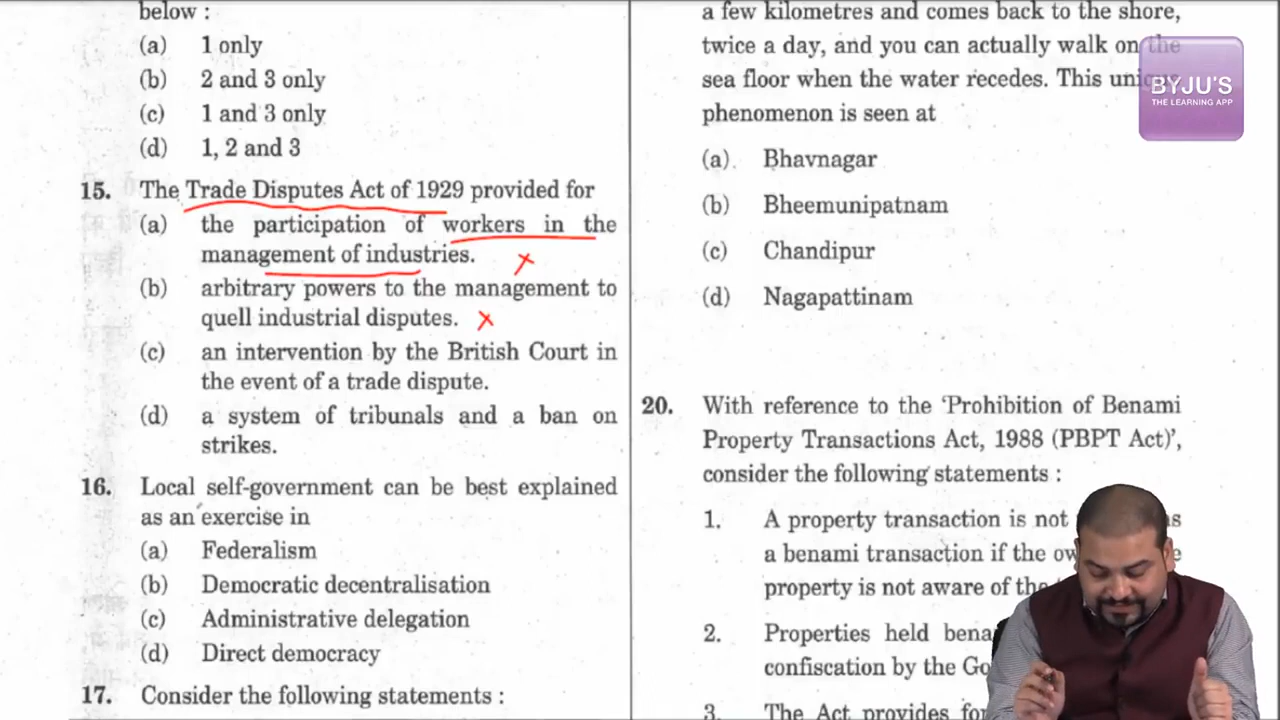 below :
(a) 1 only
(b) 2 and 3 only
(c) 1 and 3 only
(d) 1, 2 and 3
15. The Trade Disputes Act of 1929 provided for
(a) the participation of workers in the
management of industries.
(b) arbitrary powers to the management to
quell industrial disputes.
(c) an intervention by the British Court in
the event of a trade dispute.
(d) a system of tribunals and a ban on
strikes.
16. Local self-government can be best explained
as an exercise in
(a) Federalism
(b) Democratic decentralisation
(c) Administrative delegation
(d) Direct democracy
17. Consider the following statements :
a few kilometres and comes back to the shore,
twice a day, and you can actually walk on the
sea floor when the water recedes. This
phenomenon is seen at
(a). Bhavnagar
(b) Bheemunipatnam
(c) Chandipur
(d) Nagapattinam
20. With reference to the 'Prohibition of Benami
Property Transactions Act, 1988 (PBPT Act)',
consider the following statements :
1. A property transaction is not
a benami transaction if the
property is not aware of
2. Properties held
confiscation by the
3. The Act provides
BYJU'S
THE LEARNING APP